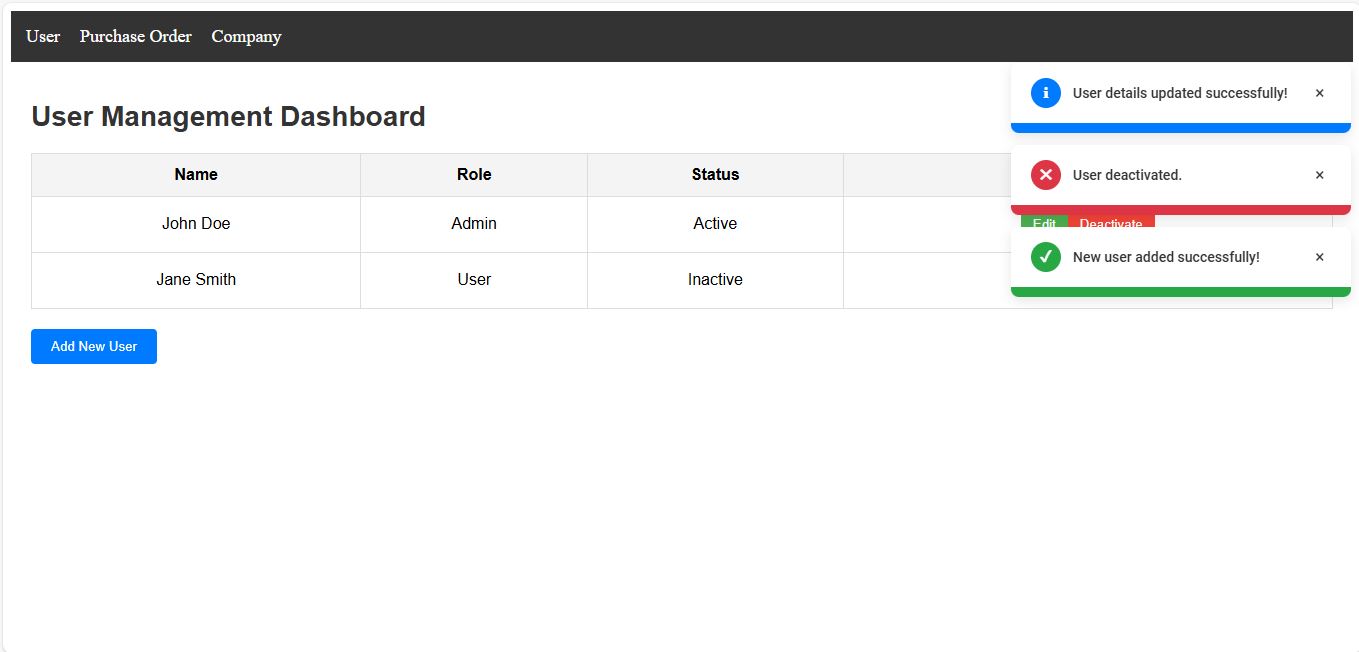 User Purchase Order Company
User details updated successfully! ×
User Management Dashboard
User deactivated. ×
Name Role Status
John Doe Admin Active Edit Deactivate
New user added successfully! ×
Jane Smith User Inactive
Add New User